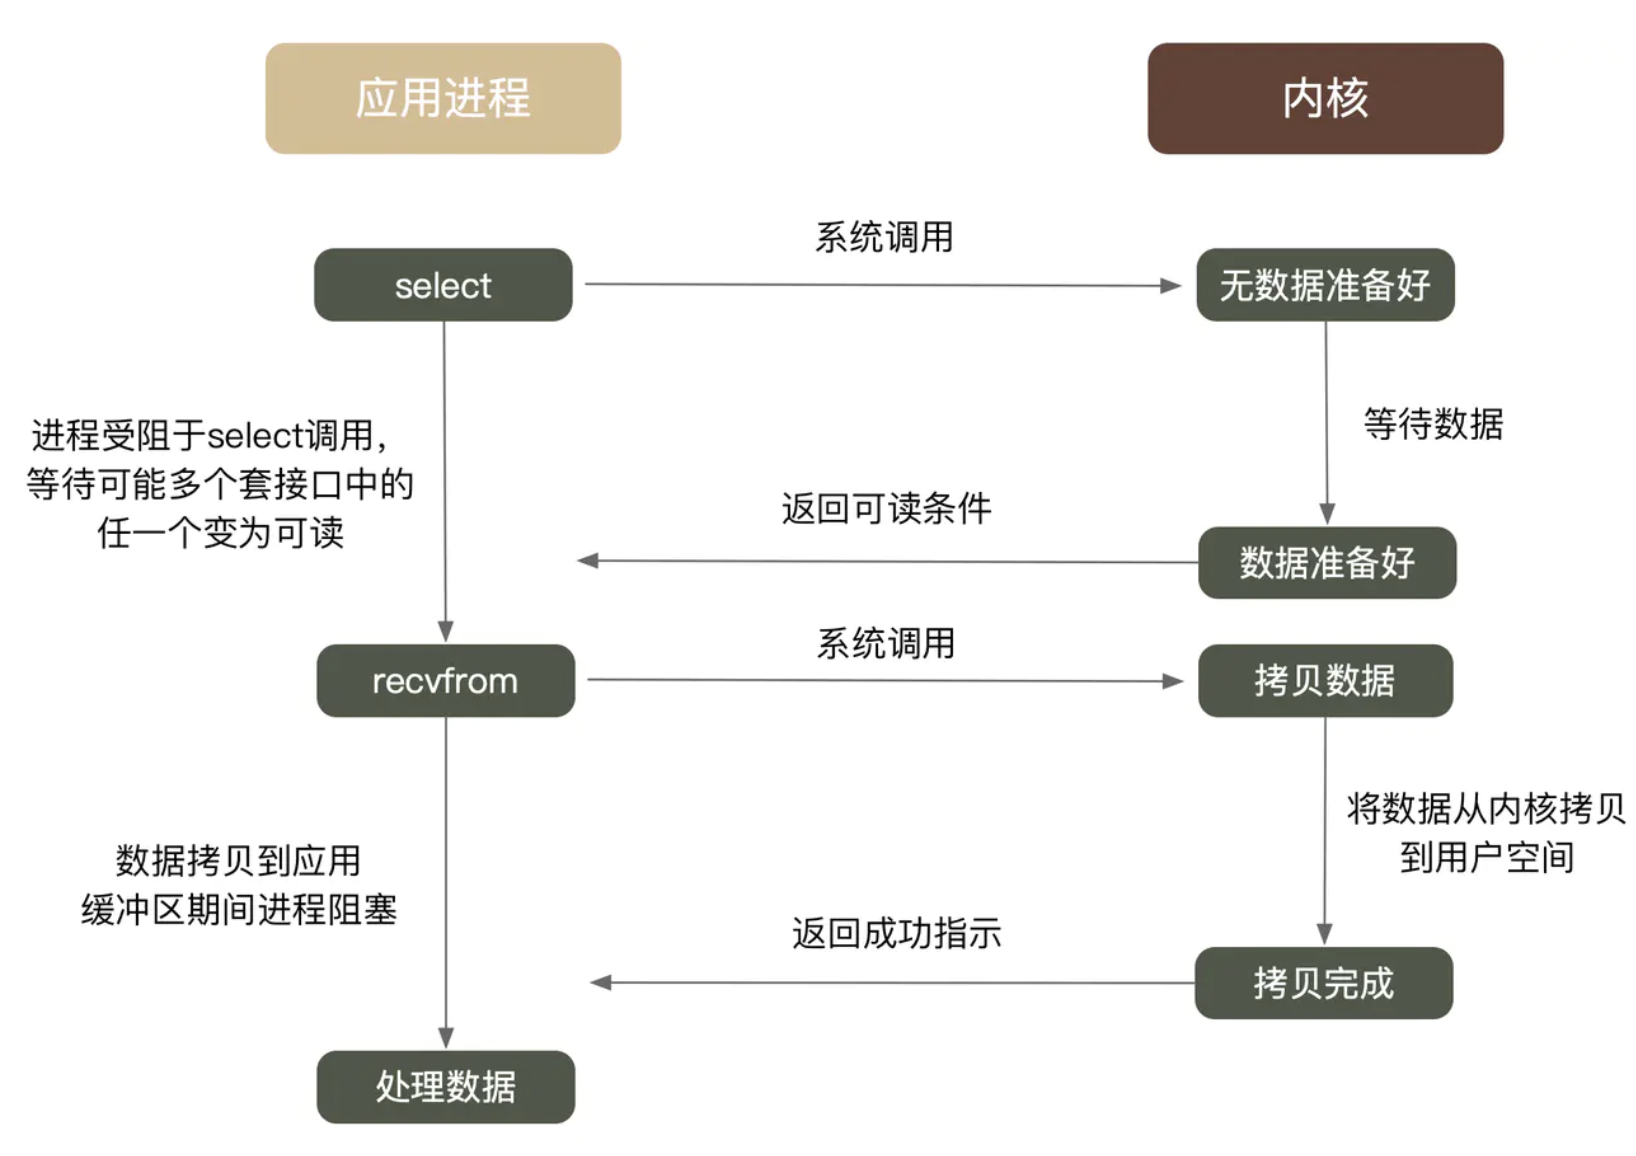 应用进程
内核
系统调用
select
无数据准备好
进程受阻于select调用，
等待可能多个套接口中的
任一个变为可读
等待数据
返回可读条件
数据准备好
系统调用
recvfrom
拷贝数据
将数据从内核拷贝
到用户空间
数据拷贝到应用
缓冲区期间进程阻塞
返回成功指示
拷贝完成
处理数据